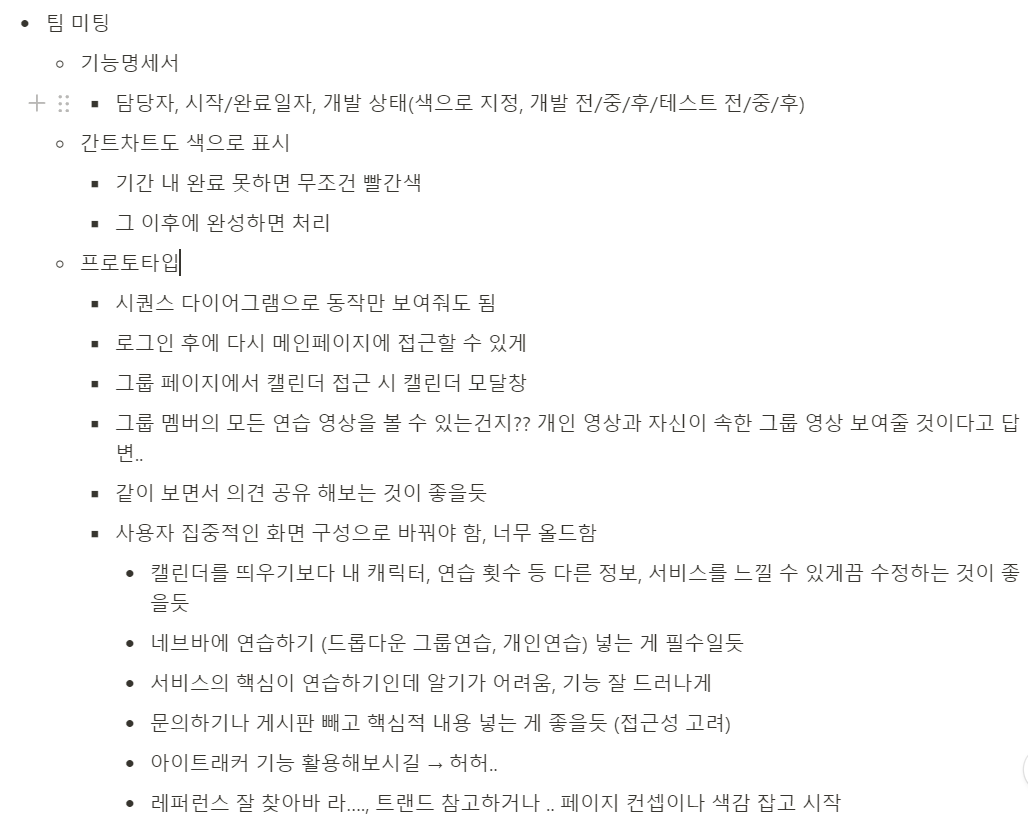 팀 미팅
기능명세서
담당자, 시작/완료일자, 개발 상태(색으로 지정, 개발 전/중/후/테스트 전/중/후)
간트차트도 색으로 표시
기간 내 완료 못하면 무조건 빨간색
그 이후에 완성하면 처리
프로토타입
시퀀스 다이어그램으로 동작만 보여줘도 됨
로그인 후에 다시 메인페이지에 접근할 수 있게
그룹 페이지에서 캘린더 접근 시 캘린더 모달창
그룹 멤버의 모든 연습 영상을 볼 수 있는건지?? 개인 영상과 자신이 속한 그룹 영상 보여줄 것이다고 답
변..
같이 보면서 의견 공유 해보는 것이 좋을듯
사용자 집중적인 화면 구성으로 바꿔야 함, 너무 올드함
캘린더를 띄우기보다 내 캐릭터, 연습 횟수 등 다른 정보, 서비스를 느낄 수 있게끔 수정하는 것이 좋
을듯
네브바에 연습하기 (드롭다운 그룹연습, 개인연습) 넣는 게 필수일듯
서비스의 핵심이 연습하기인데 알기가 어려움, 기능 잘 드러나게
문의하기나 게시판 빼고 핵심적 내용 넣는 게 좋을듯 (접근성 고려)
아이트래커 기능 활용해보시길 → 허허..
레퍼런스 잘 찾아바 라...., 트랜드 참고하거나 .. 페이지 컨셉이나 색감 잡고 시작